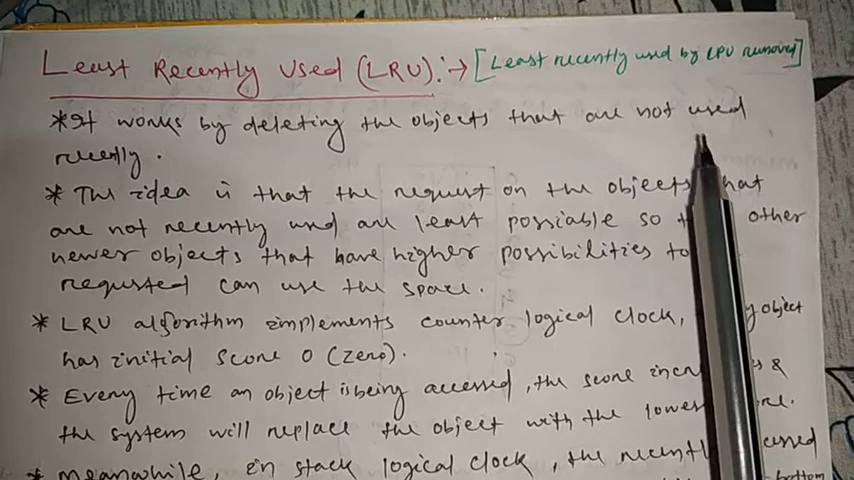 Least Recently Used (LRU) :→ [Least recently used by CPU removed]
*It works by deleting the objects that are not used
recently.
* The idea is that the request on the objects that
are not recently used are least possiable so other
newer objects that have higher possibilities to
requested can use the space.
* LRU algorithm implements counter logical clock, object
has initial score 0 (zero).
* Every time an object is being accessed, the score &
the system will replace the object with the
* Meanwhile, in stack logical clock, the
bottom